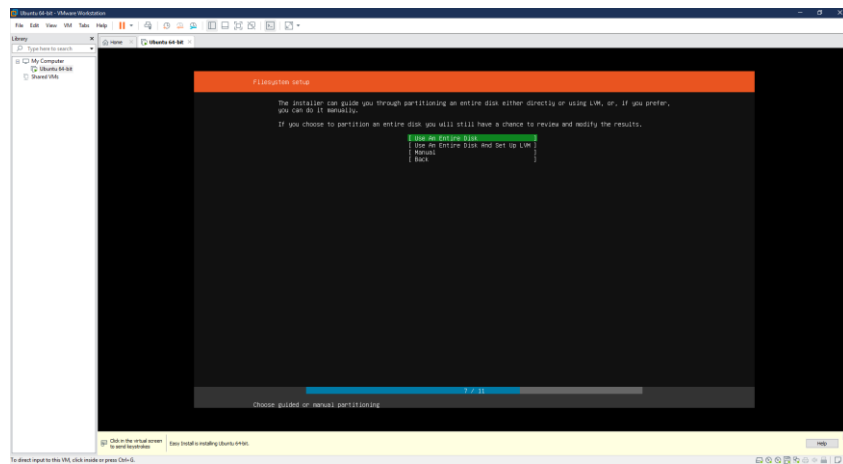 Ubuntu 64-bit - VMware Workstation
File Edit View VM Tabs Help
Library
Home
Ubuntu 64-bit
Type here to search
My Computer
Ubuntu 64-bit
Shared VMs
Filesystem setup
The installer can guide you through partitioning an entire disk either directly or using LVM, or, if you prefer,
you can do it manually.
If you choose to partition an entire disk you will still have a chance to review and modify the results.
[ Use An Entire Disk ]
[ Use An Entire Disk And Set Up LVM ]
[ Manual ]
[ Back ]
7 / 11
Choose guided or manual partitioning
Click in the virtual screen
to send keystrokes
Easy Install is installing Ubuntu 64-bit.
Help
To direct input to this VM, click inside or press Ctrl+G.